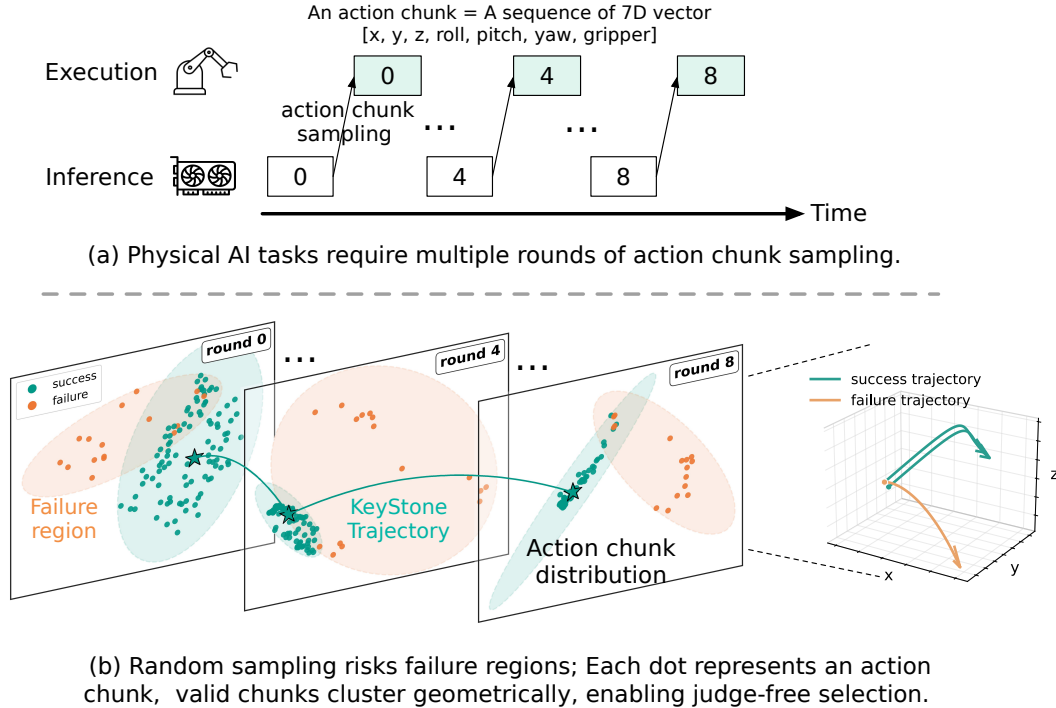 An action chunk = A sequence of 7D vector
[x, y, z, roll, pitch, yaw, gripper]
Execution
0
4
8
action chunk
sampling
...
...
Inference
0
4
8
Time
(a) Physical AI tasks require multiple rounds of action chunk sampling.
success
failure
round 0
...
round 4
...
round 8
Failure
region
KeyStone
Trajectory
Action chunk
distribution
success trajectory
failure trajectory
z
x
y
(b) Random sampling risks failure regions; Each dot represents an action
chunk,  valid chunks cluster geometrically, enabling judge-free selection.